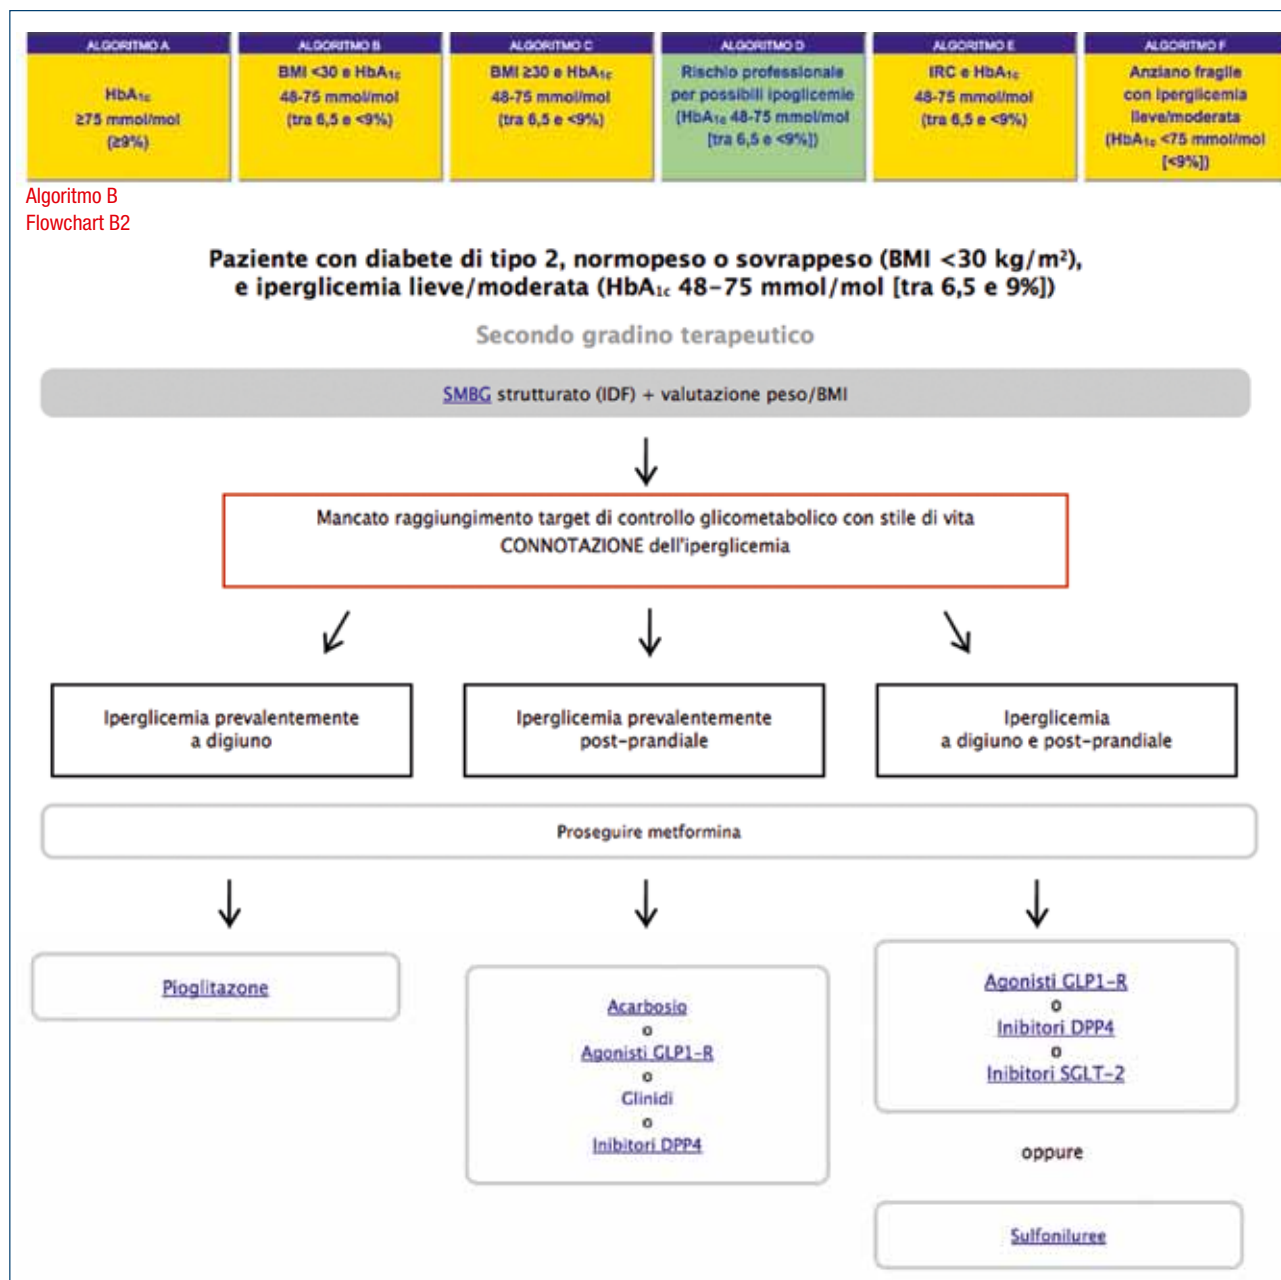 ALGORITMO A
HbA1c
≥75 mmol/mol
(≥9%)
ALGORITMO B
BMI <30 e HbA1c
48-75 mmol/mol
(tra 6,5 e <9%)
ALGORITMO C
BMI ≥30 e HbA1c
48-75 mmol/mol
(tra 6,5 e <9%)
ALGORITMO D
Rischio professionale
per possibili ipoglicemie
(HbA1c 48-75 mmol/mol
[tra 6,5 e <9%])
ALGORITMO E
IRC e HbA1c
48-75 mmol/mol
(tra 6,5 e <9%)
ALGORITMO F
Anziano fragile
con iperglicemia
lieve/moderata
(HbA1c <75 mmol/mol
[<9%])
Algoritmo B
Flowchart B2
Paziente con diabete di tipo 2, normopeso o sovrappeso (BMI <30 kg/m²),
e iperglicemia lieve/moderata (HbA1c 48-75 mmol/mol [tra 6,5 e 9%])
Secondo gradino terapeutico
SMBG strutturato (IDF) + valutazione peso/BMI
Mancato raggiungimento target di controllo glicometabolico con stile di vita
CONNOTAZIONE dell'iperglicemia
Iperglicemia prevalentemente
a digiuno
Iperglicemia prevalentemente
post-prandiale
Iperglicemia
a digiuno e post-prandiale
Proseguire metformina
Pioglitazone
Acarbosio
o
Agonisti GLP1-R
o
Glinidi
o
Inibitori DPP4
Agonisti GLP1-R
o
Inibitori DPP4
o
Inibitori SGLT-2
oppure
Sulfoniluree